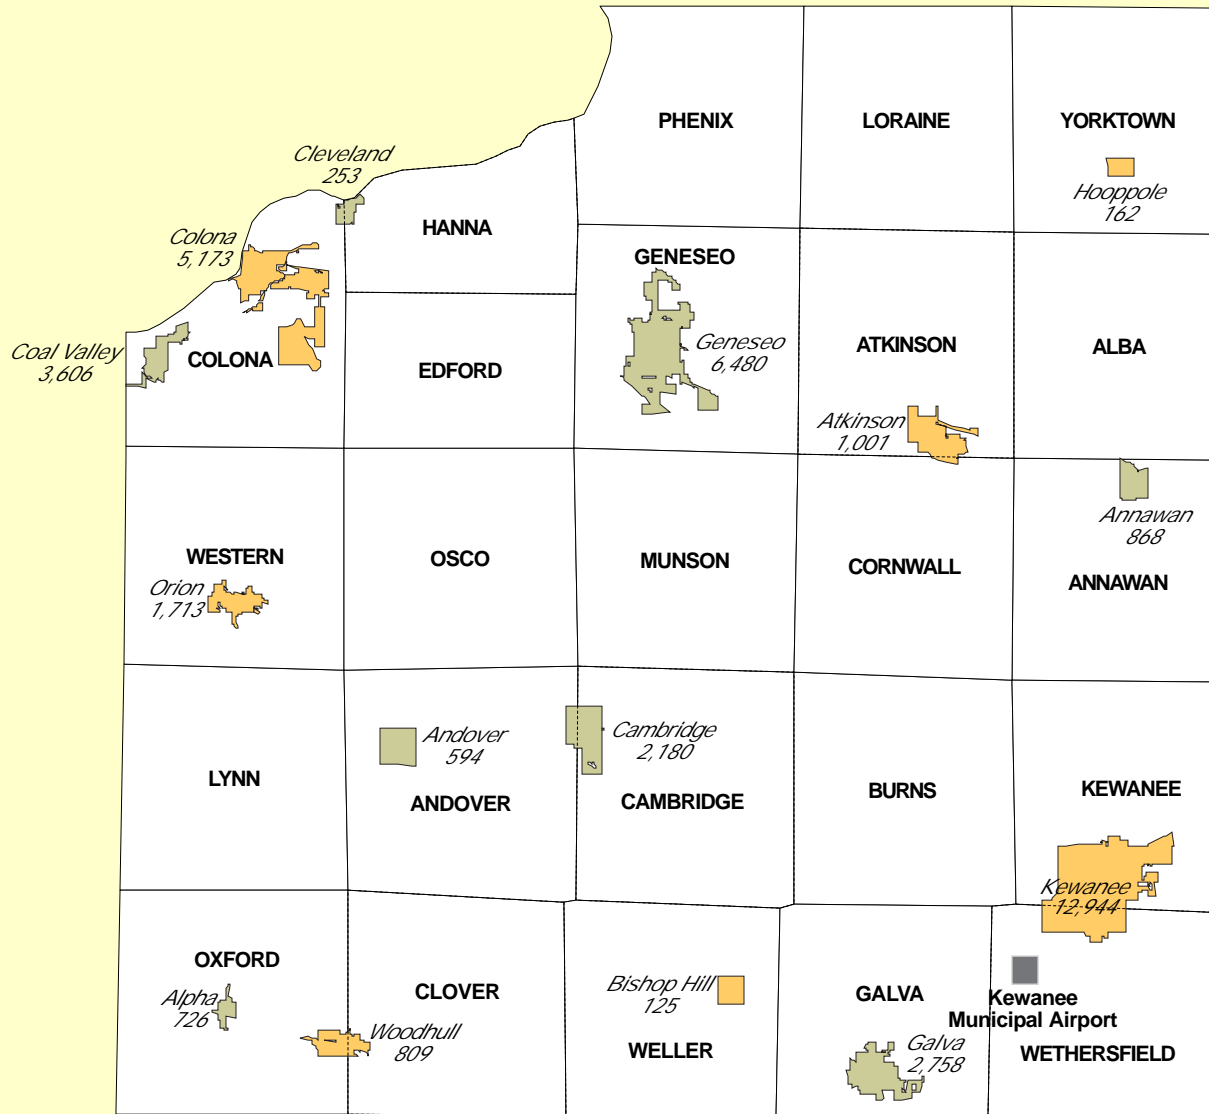 PHENIX
LORAINE
YORKTOWN
Cleveland
253
Hooppole
162
HANNA
Colona
5,173
GENESEO
Coal Valley
3,606
COLONA
EDFORD
Geneseo
6,480
ATKINSON
ALBA
Atkinson
1,001
Annawan
868
WESTERN
OSCO
MUNSON
CORNWALL
ANNAWAN
Orion
1,713
Andover
594
Cambridge
2,180
LYNN
ANDOVER
CAMBRIDGE
BURNS
KEWANEE
Kewanee
12,944
OXFORD
CLOVER
Bishop Hill
125
GALVA
Kewanee
Municipal Airport
Alpha
726
Woodhull
809
WELLER
Galva
2,758
WETHERSFIELD